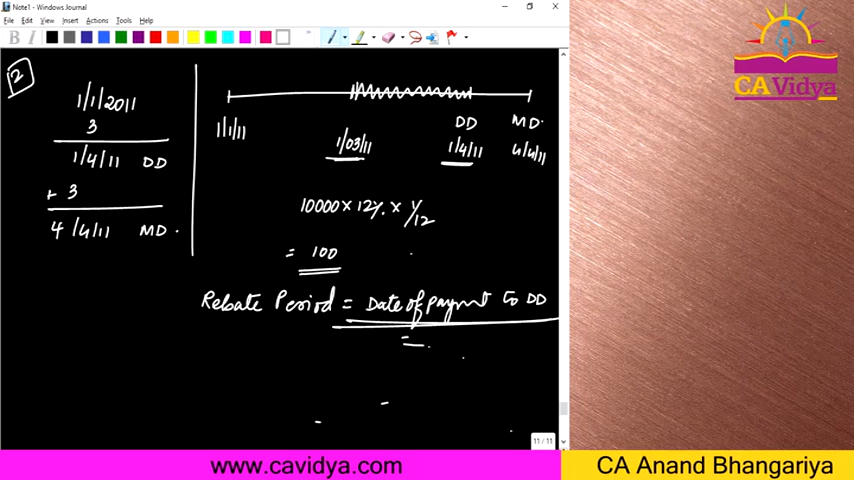 Note1 - Windows Journal
File Edit View Insert Actions Tools Help
B
2
1/1/2011
3
1/4/11 DD
+ 3
4/4/11 MD.
1/1/11
1/03/11
DD
1/4/11
MD.
4/4/11
10000 × 12% × 1/12
= 100
Rebate Period = Date of paymnt to DD
=
11 / 11
CA Vidya
www.cavidya.com
CA Anand Bhangariya